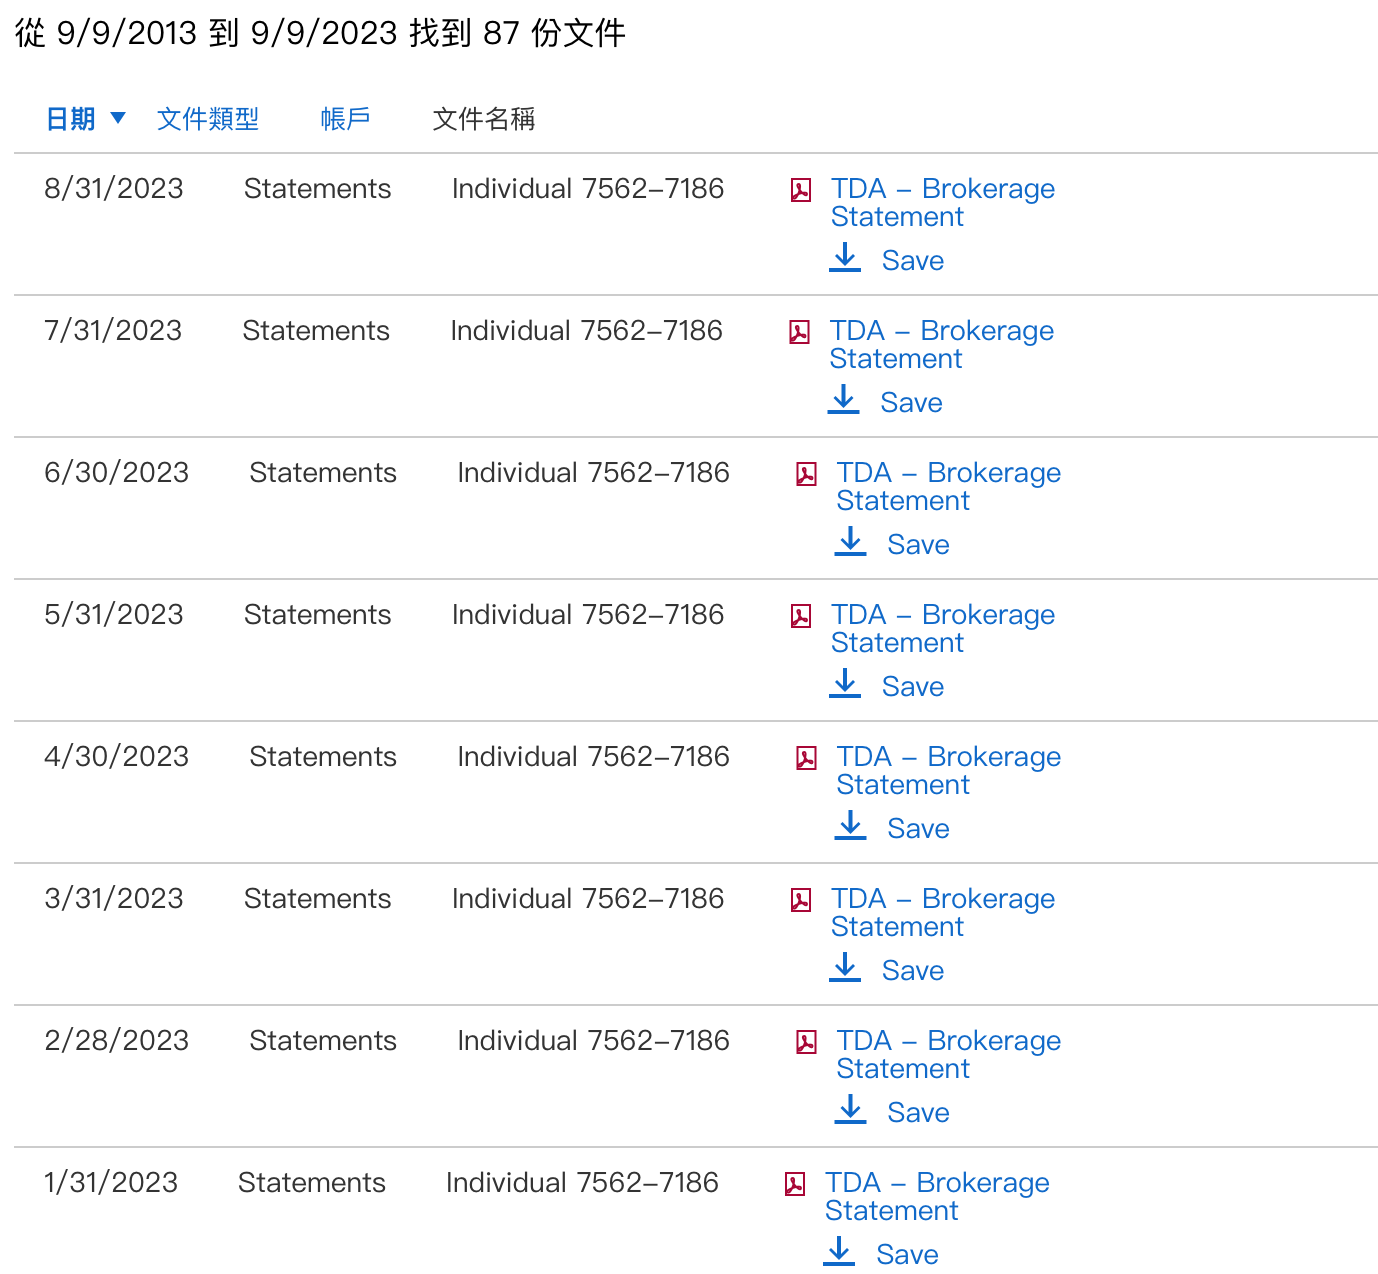 從 9/9/2013 到 9/9/2023 找到 87 份文件
日期 ▼ 文件類型 帳戶 文件名稱
8/31/2023 Statements Individual 7562-7186 TDA - Brokerage
Statement
Save
7/31/2023 Statements Individual 7562-7186 TDA - Brokerage
Statement
Save
6/30/2023 Statements Individual 7562-7186 TDA - Brokerage
Statement
Save
5/31/2023 Statements Individual 7562-7186 TDA - Brokerage
Statement
Save
4/30/2023 Statements Individual 7562-7186 TDA - Brokerage
Statement
Save
3/31/2023 Statements Individual 7562-7186 TDA - Brokerage
Statement
Save
2/28/2023 Statements Individual 7562-7186 TDA - Brokerage
Statement
Save
1/31/2023 Statements Individual 7562-7186 TDA - Brokerage
Statement
Save